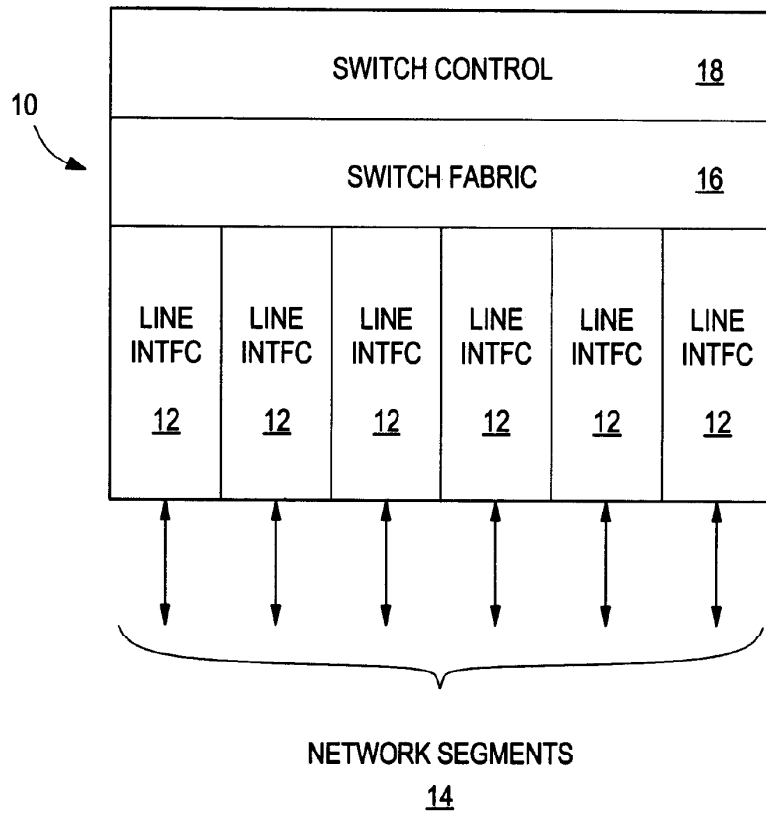 SWITCH CONTROL 18
10
SWITCH FABRIC 16
LINE INTFC 12
LINE INTFC 12
LINE INTFC 12
LINE INTFC 12
LINE INTFC 12
LINE INTFC 12
NETWORK SEGMENTS
14